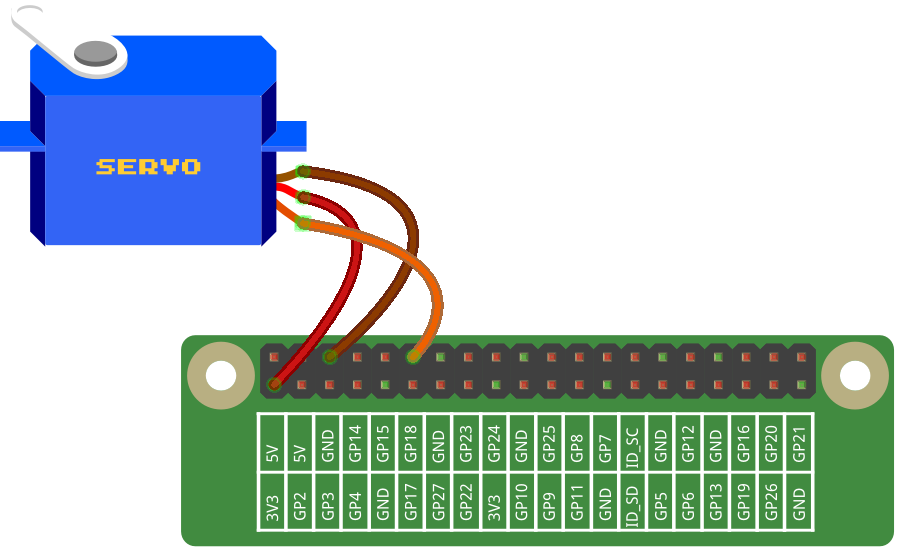 SERVO
5V 5V GND GP14 GP15 GP18 GND GP23 GP24 GND GP25 GP8 GP7 ID_SC GND GP12 GND GP16 GP20 GP21
3V3 GP2 GP3 GP4 GND GP17 GP27 GP22 3V3 GP10 GP9 GP11 GND ID_SD GP5 GP6 GP13 GP19 GP26 GND